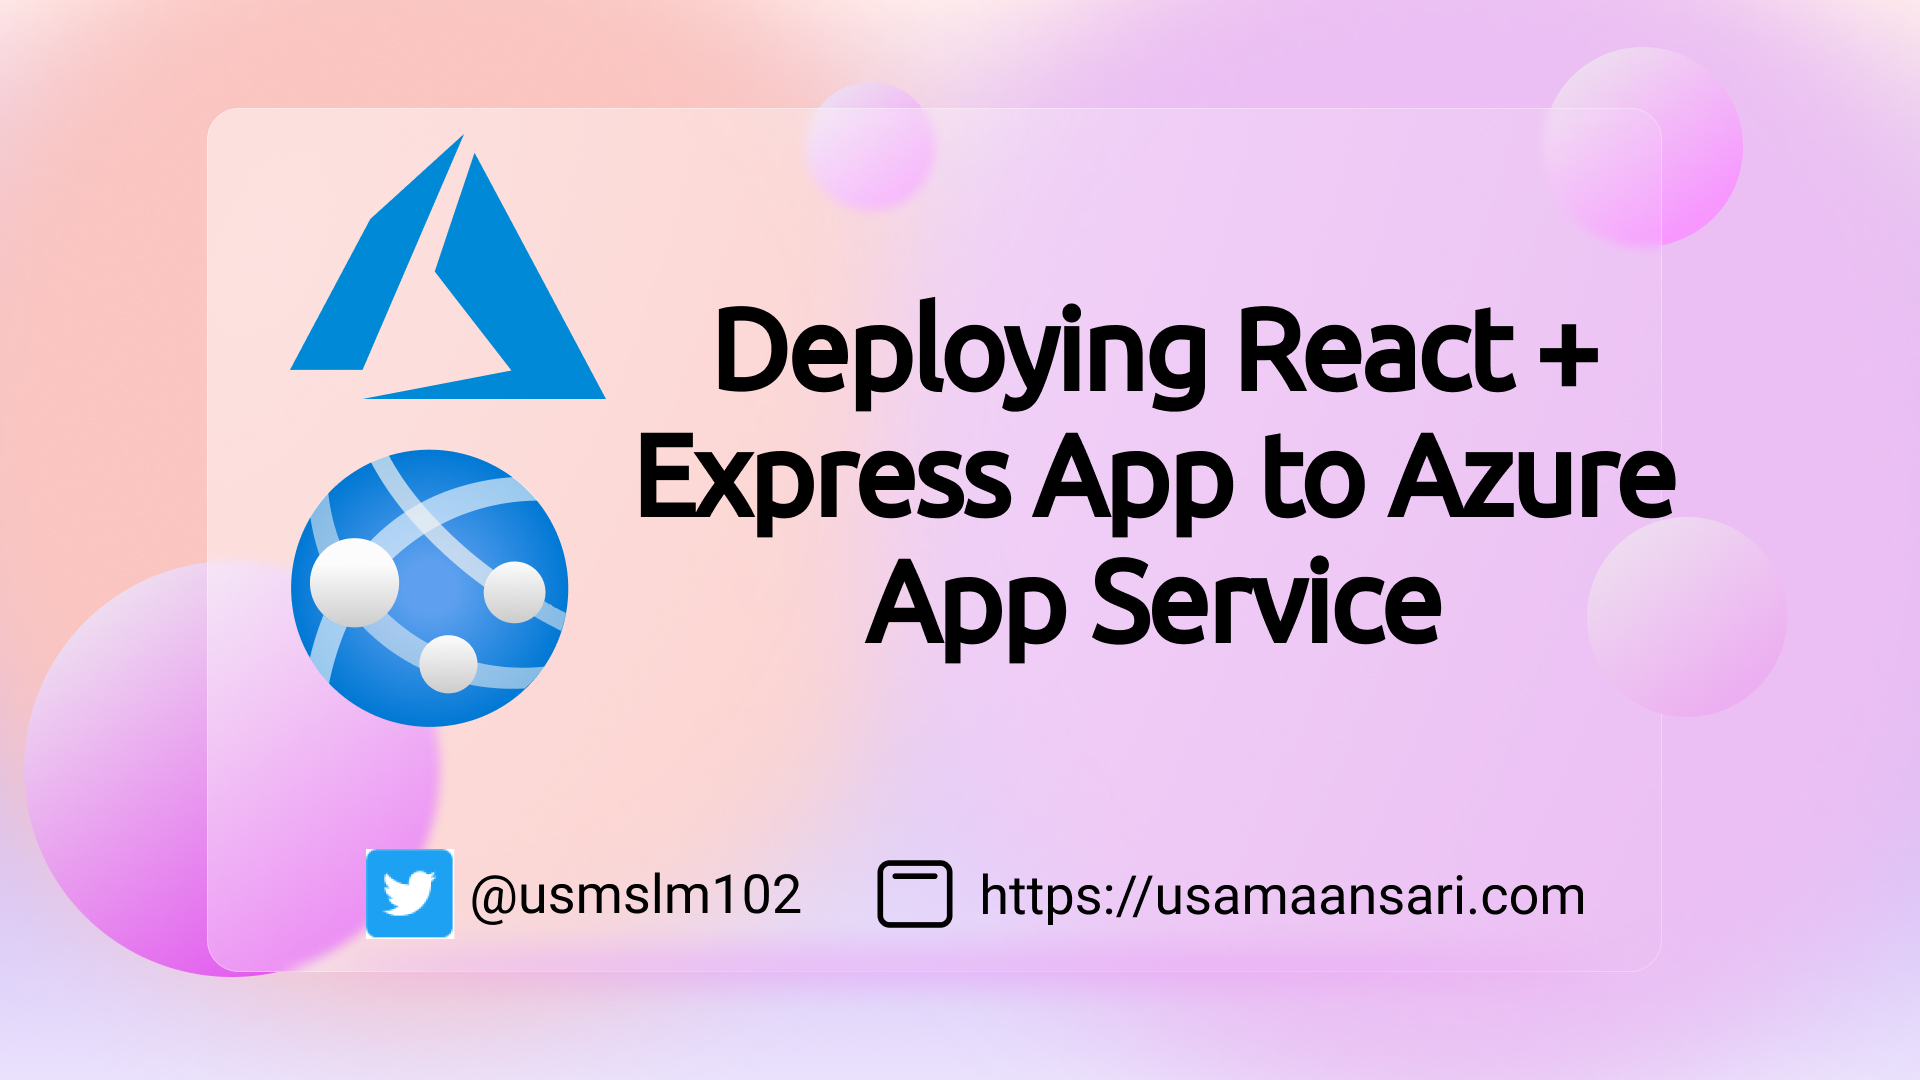 Deploying React +
Express App to Azure
App Service
@usmslm102
https://usamaansari.com